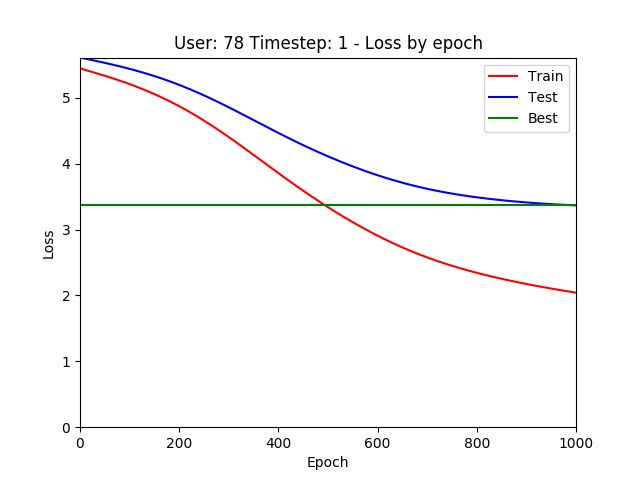 User: 78 Timestep: 1 - Loss by epoch
Train
Test
Best
5
4
3
2
1
0
Loss
0 200 400 600 800 1000
Epoch